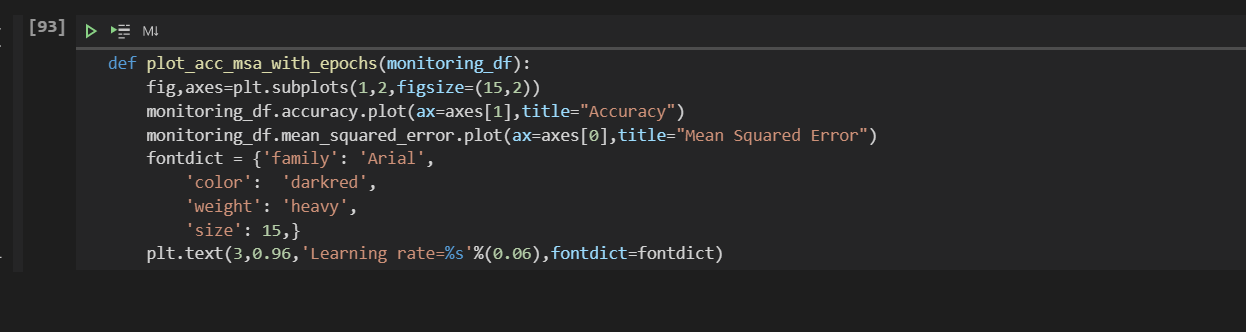 [93]
M↓
def plot_acc_msa_with_epochs(monitoring_df):
    fig,axes=plt.subplots(1,2,figsize=(15,2))
    monitoring_df.accuracy.plot(ax=axes[1],title="Accuracy")
    monitoring_df.mean_squared_error.plot(ax=axes[0],title="Mean Squared Error")
    fontdict = {'family': 'Arial',
        'color':  'darkred',
        'weight': 'heavy',
        'size': 15,}
    plt.text(3,0.96,'Learning rate=%s'%(0.06),fontdict=fontdict)